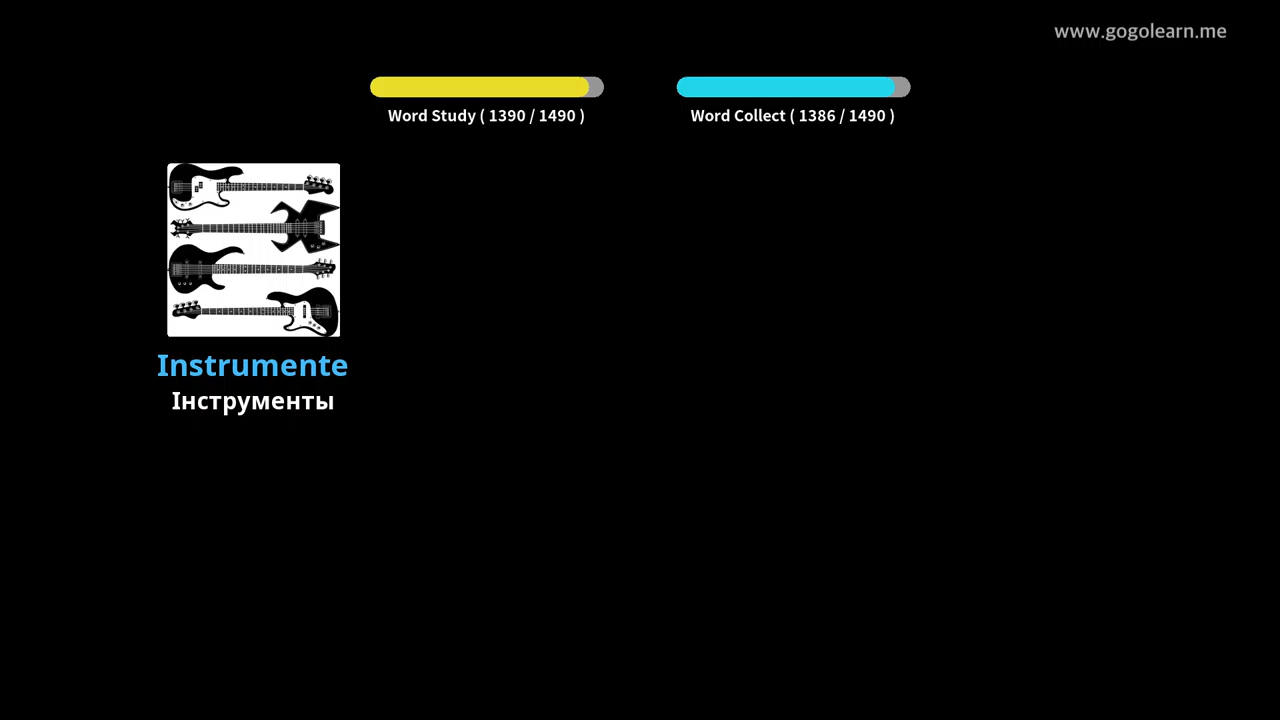 www.gogolearn.me
Word Study ( 1390 / 1490 )
Word Collect ( 1386 / 1490 )
Instrumente
Інструменты